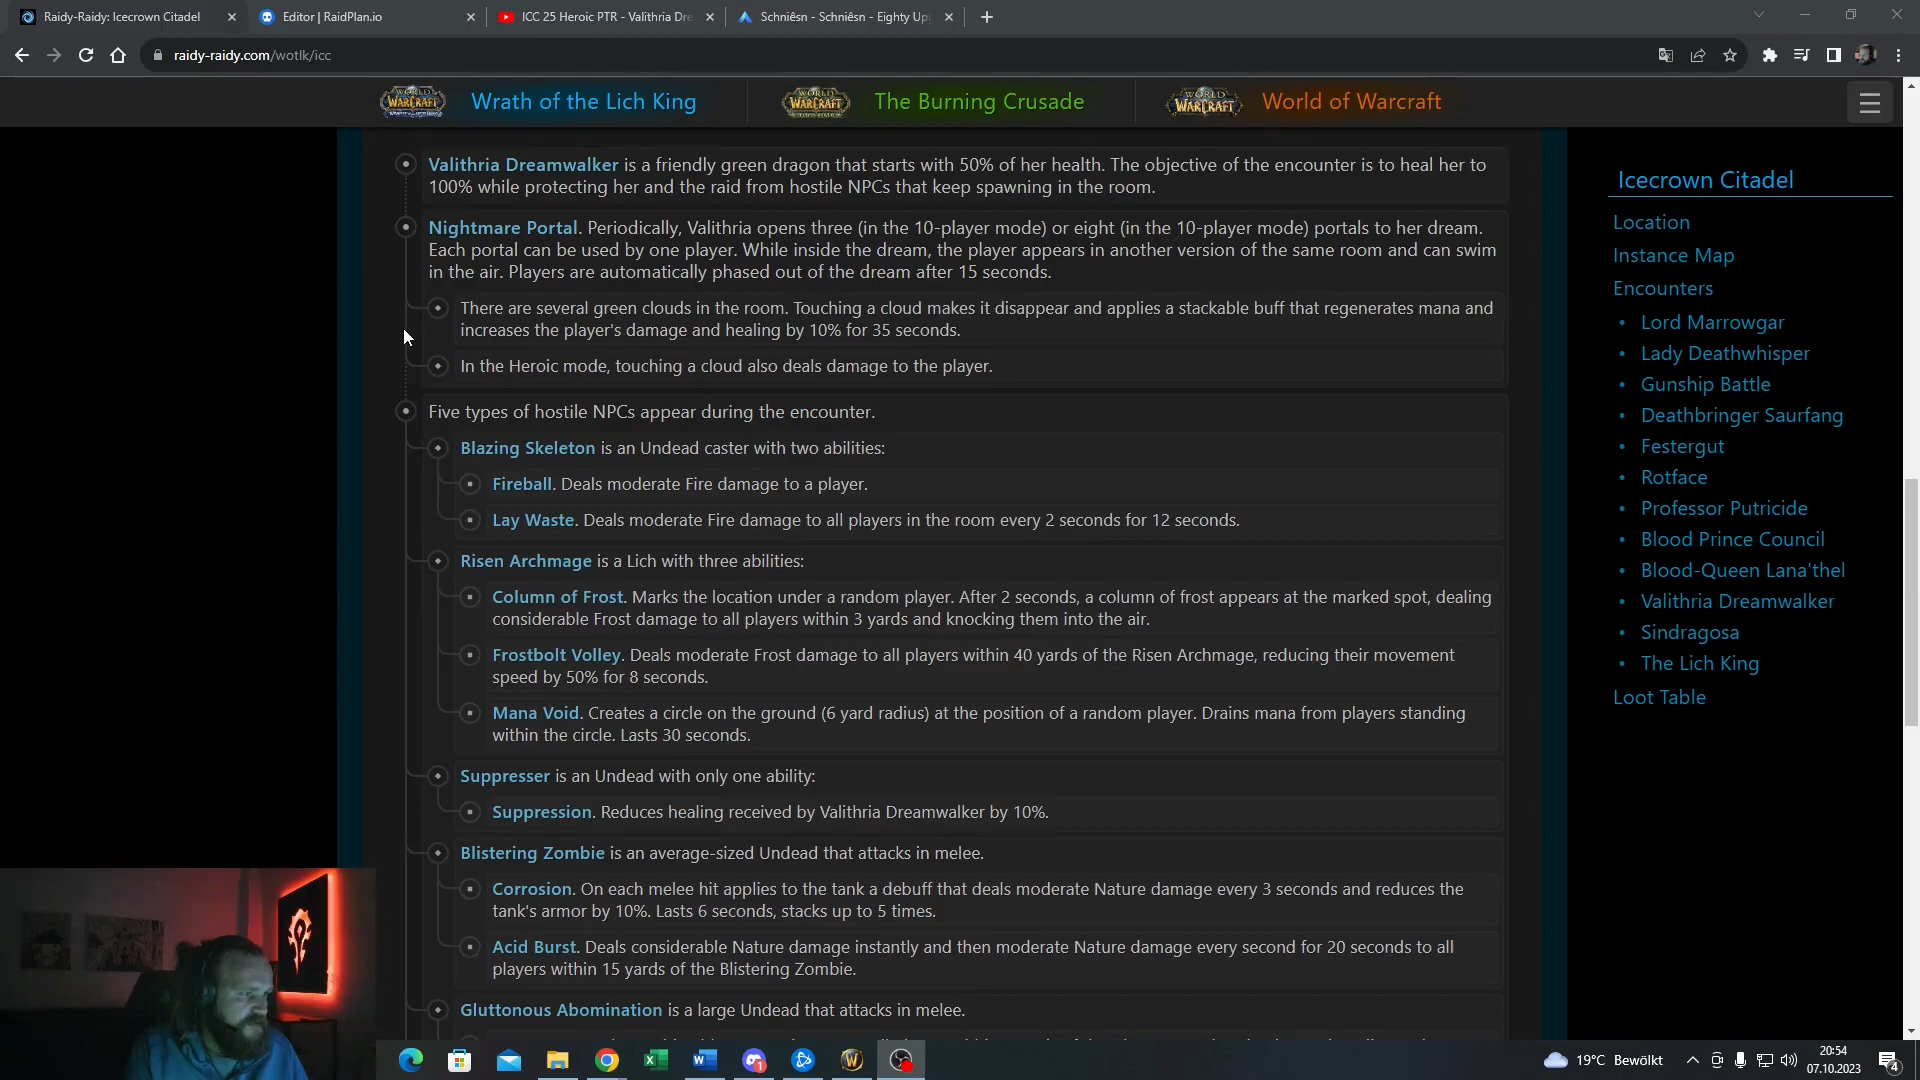 Raidy-Raidy: Icecrown Citadel
Editor | RaidPlan.io
ICC 25 Heroic PTR - Valithria Dre
Schniêsn - Schniêsn - Eighty Up
raidy-raidy.com/wotlk/icc
WORLD WARCRAFT
Wrath of the Lich King
WORLD WARCRAFT
The Burning Crusade
WORLD WARCRAFT
World of Warcraft
Valithria Dreamwalker is a friendly green dragon that starts with 50% of her health. The objective of the encounter is to heal her to
100% while protecting her and the raid from hostile NPCs that keep spawning in the room.
Nightmare Portal. Periodically, Valithria opens three (in the 10-player mode) or eight (in the 10-player mode) portals to her dream.
Each portal can be used by one player. While inside the dream, the player appears in another version of the same room and can swim
in the air. Players are automatically phased out of the dream after 15 seconds.
There are several green clouds in the room. Touching a cloud makes it disappear and applies a stackable buff that regenerates mana and
increases the player's damage and healing by 10% for 35 seconds.
In the Heroic mode, touching a cloud also deals damage to the player.
Five types of hostile NPCs appear during the encounter.
Blazing Skeleton is an Undead caster with two abilities:
Fireball. Deals moderate Fire damage to a player.
Lay Waste. Deals moderate Fire damage to all players in the room every 2 seconds for 12 seconds.
Risen Archmage is a Lich with three abilities:
Column of Frost. Marks the location under a random player. After 2 seconds, a column of frost appears at the marked spot, dealing
considerable Frost damage to all players within 3 yards and knocking them into the air.
Frostbolt Volley. Deals moderate Frost damage to all players within 40 yards of the Risen Archmage, reducing their movement
speed by 50% for 8 seconds.
Mana Void. Creates a circle on the ground (6 yard radius) at the position of a random player. Drains mana from players standing
within the circle. Lasts 30 seconds.
Suppresser is an Undead with only one ability:
Suppression. Reduces healing received by Valithria Dreamwalker by 10%.
Blistering Zombie is an average-sized Undead that attacks in melee.
Corrosion. On each melee hit applies to the tank a debuff that deals moderate Nature damage every 3 seconds and reduces the
tank's armor by 10%. Lasts 6 seconds, stacks up to 5 times.
Acid Burst. Deals considerable Nature damage instantly and then moderate Nature damage every second for 20 seconds to all
players within 15 yards of the Blistering Zombie.
Gluttonous Abomination is a large Undead that attacks in melee.
Icecrown Citadel
Location
Instance Map
Encounters
Lord Marrowgar
Lady Deathwhisper
Gunship Battle
Deathbringer Saurfang
Festergut
Rotface
Professor Putricide
Blood Prince Council
Blood-Queen Lana'thel
Valithria Dreamwalker
Sindragosa
The Lich King
Loot Table
19°C Bewölkt
20:54
07.10.2023
4